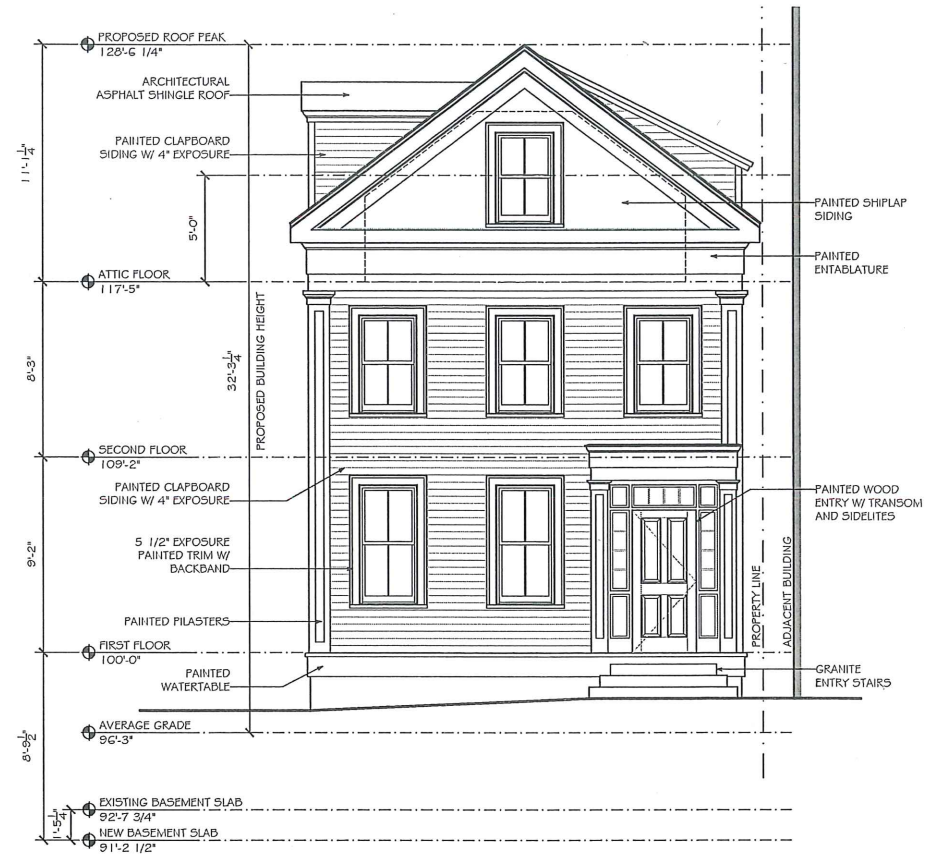 PROPOSED ROOF PEAK
128'-6 1/4"
ARCHITECTURAL
ASPHALT SHINGLE ROOF
PAINTED CLAPBOARD
SIDING W/ 4" EXPOSURE
11'-1 1/4"
5'-0"
PAINTED SHIPLAP
SIDING
PAINTED
ENTABLATURE
ATTIC FLOOR
117'-5"
8'-3"
PROPOSED BUILDING HEIGHT
32'-3 1/4"
SECOND FLOOR
109'-2"
PAINTED CLAPBOARD
SIDING W/ 4" EXPOSURE
PAINTED WOOD
ENTRY W/ TRANSOM
AND SIDELITES
9'-2"
5 1/2" EXPOSURE
PAINTED TRIM W/
BACKBAND
PROPERTY LINE
ADJACENT BUILDING
PAINTED PILASTERS
FIRST FLOOR
100'-0"
PAINTED
WATERTABLE
GRANITE
ENTRY STAIRS
8'-9 1/2"
AVERAGE GRADE
96'-3"
EXISTING BASEMENT SLAB
92'-7 3/4"
1'-5 1/4"
NEW BASEMENT SLAB
91'-2 1/2"